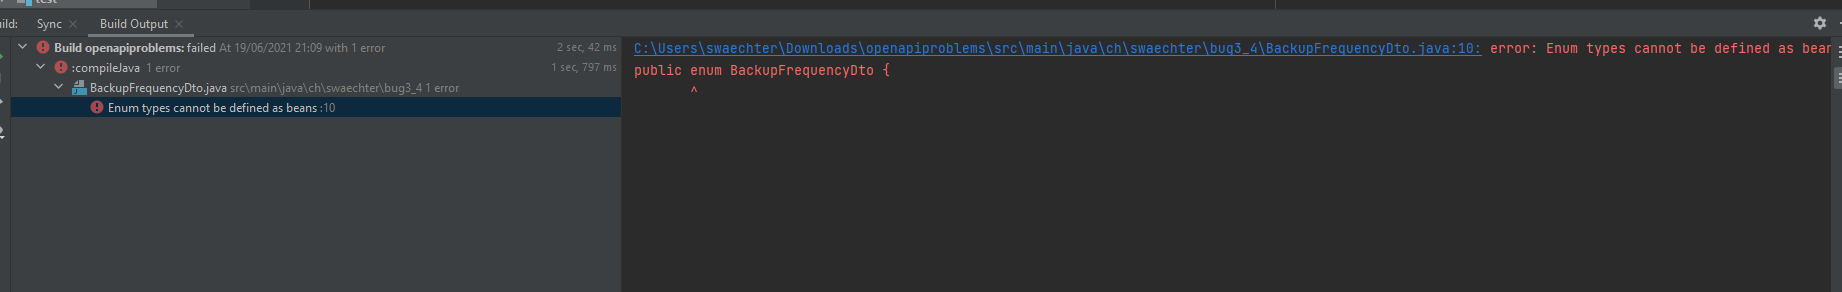 test
ild: Sync × Build Output ×
Build openapiproblems: failed At 19/06/2021 21:09 with 1 error 2 sec, 42 ms
:compileJava 1 error 1 sec, 797 ms
BackupFrequencyDto.java src\main\java\ch\swaechter\bug3_4 1 error
Enum types cannot be defined as beans :10
C:\Users\swaechter\Downloads\openapiproblems\src\main\java\ch\swaechter\bug3_4\BackupFrequencyDto.java:10: error: Enum types cannot be defined as bean
public enum BackupFrequencyDto {
^